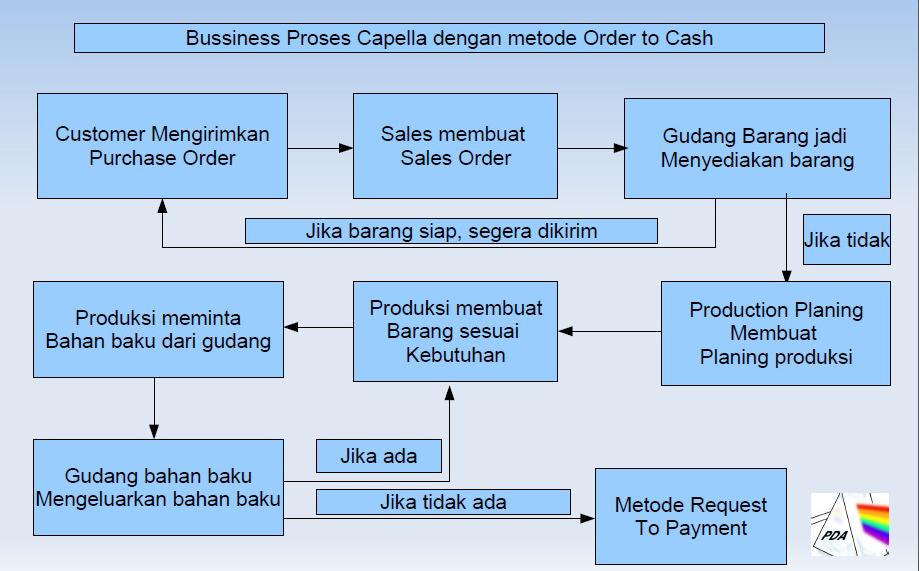 Bussiness Proses Capella dengan metode Order to Cash
Customer Mengirimkan
Purchase Order
Sales membuat
Sales Order
Gudang Barang jadi
Menyediakan barang
Jika barang siap, segera dikirim
Jika tidak
Produksi meminta
Bahan baku dari gudang
Produksi membuat
Barang sesuai
Kebutuhan
Production Planing
Membuat
Planing produksi
Gudang bahan baku
Mengeluarkan bahan baku
Jika ada
Jika tidak ada
Metode Request
To Payment
PDA